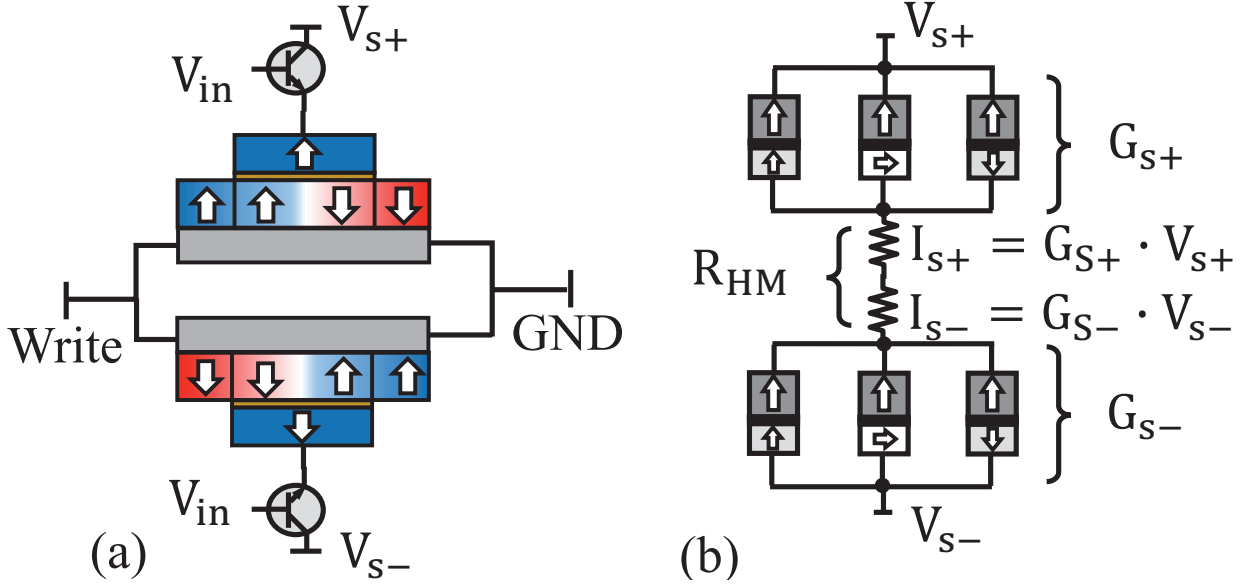 V_{s+}
V_{in}
Write
GND
V_{in}
V_{s−}
(a)
V_{s+}
G_{s+}
R_{HM}
I_{s+} = G_{S+} · V_{s+}
I_{s−} = G_{S−} · V_{s−}
G_{s−}
V_{s−}
(b)